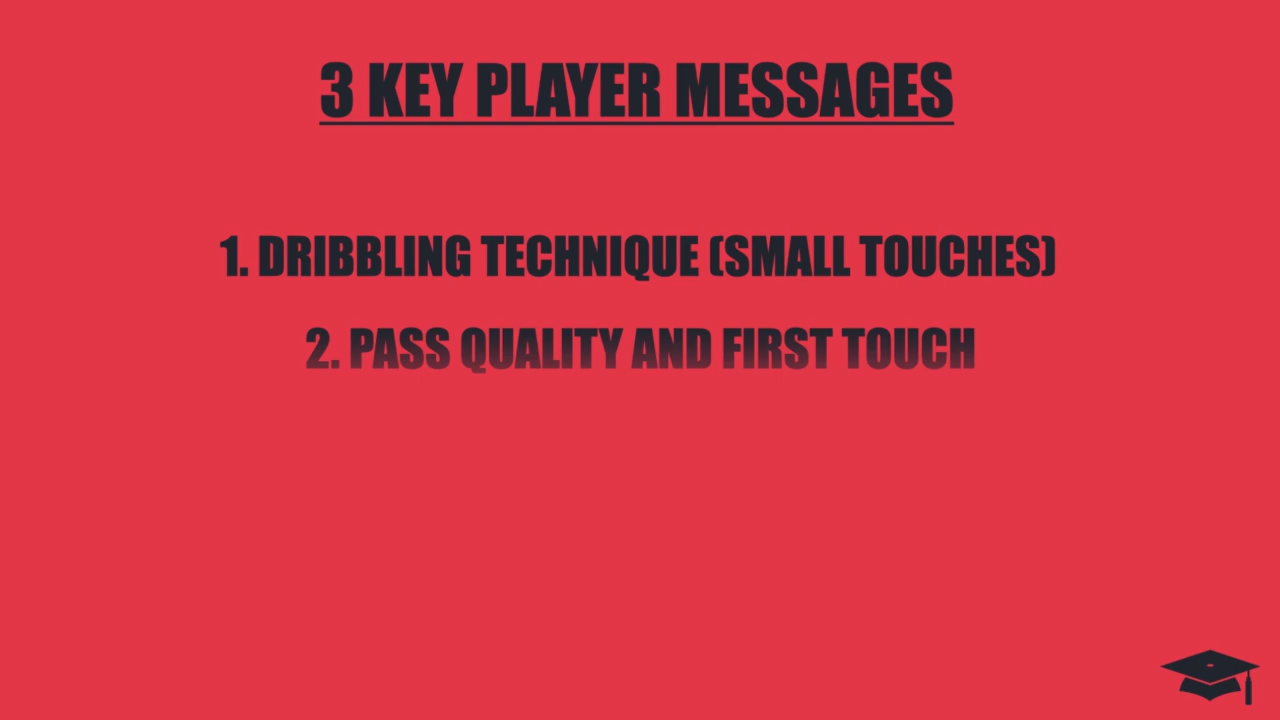 3 KEY PLAYER MESSAGES
1. DRIBBLING TECHNIQUE (SMALL TOUCHES)
2. PASS QUALITY AND FIRST TOUCH